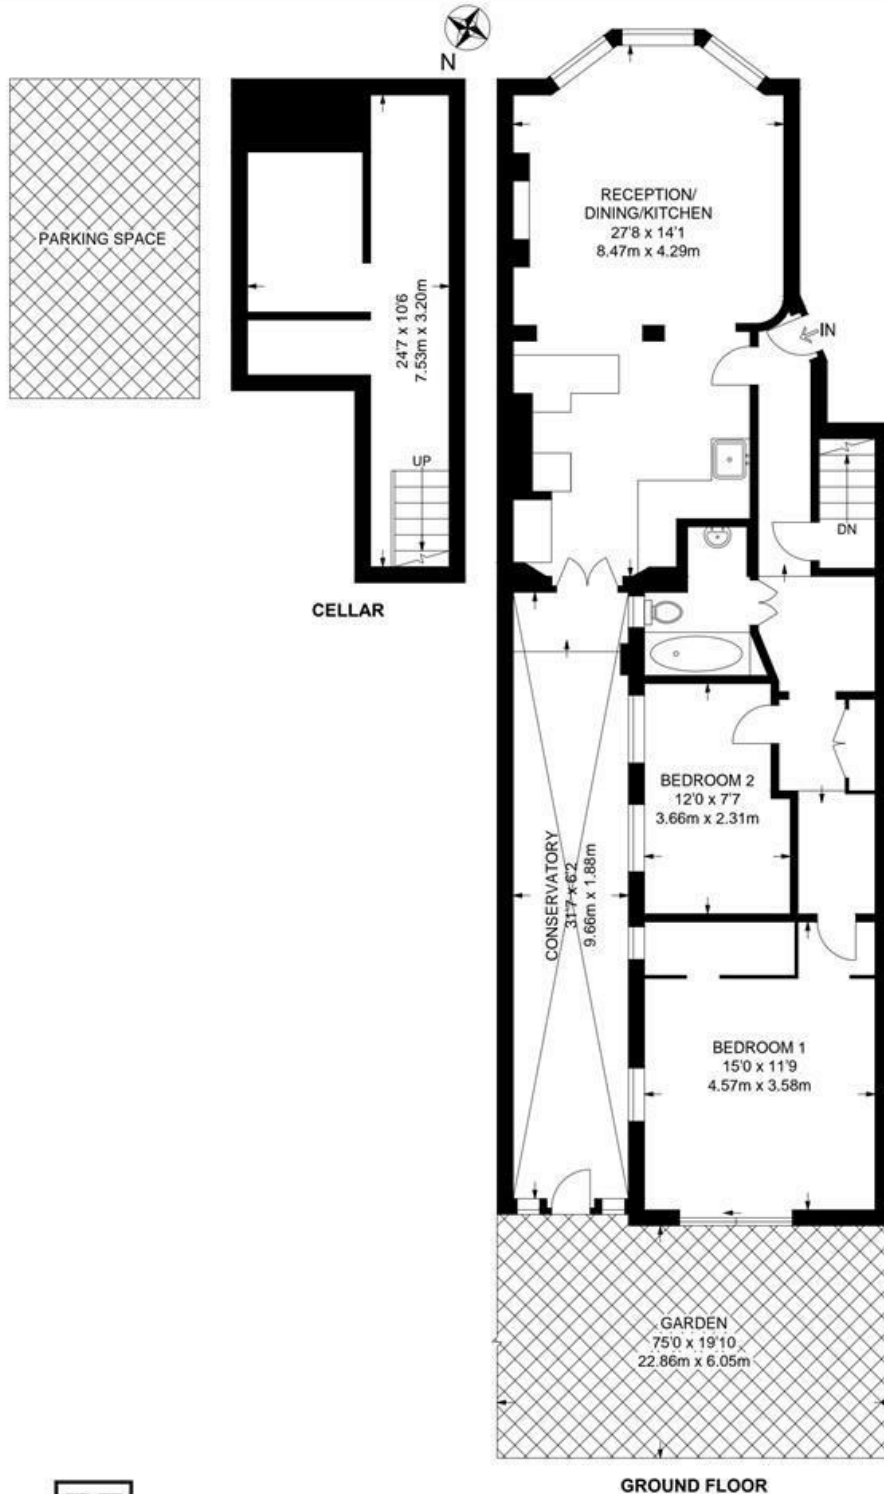 N
PARKING SPACE
24'7 x 10'6
7.53m x 3.20m
UP
CELLAR
RECEPTION/
DINING/KITCHEN
27'8 x 14'1
8.47m x 4.29m
IN
DN
CONSERVATORY
31'7 x 6'2
9.66m x 1.88m
BEDROOM 2
12'0 x 7'7
3.66m x 2.31m
BEDROOM 1
15'0 x 11'9
4.57m x 3.58m
GARDEN
75'0 x 19'10
22.86m x 6.05m
GROUND FLOOR